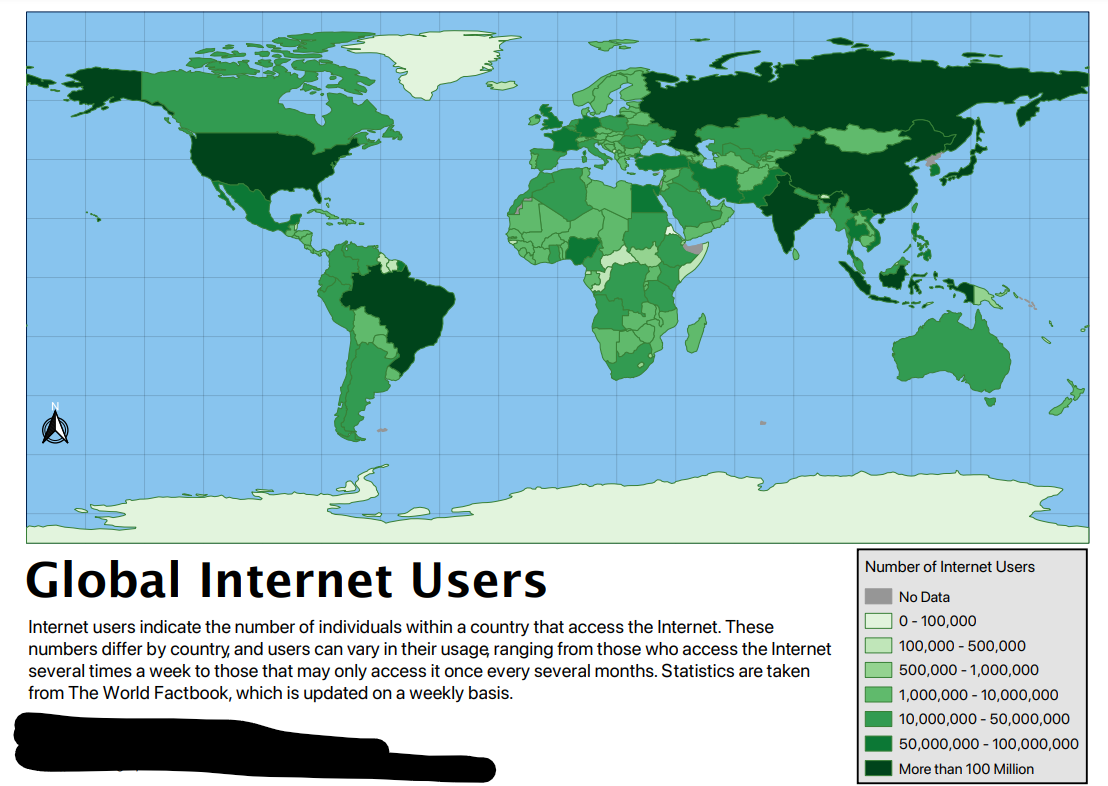 N
Global Internet Users
Internet users indicate the number of individuals within a country that access the Internet. These
numbers differ by country, and users can vary in their usage, ranging from those who access the Internet
several times a week to those that may only access it once every several months. Statistics are taken
from The World Factbook, which is updated on a weekly basis.
Number of Internet Users
No Data
0 - 100,000
100,000 - 500,000
500,000 - 1,000,000
1,000,000 - 10,000,000
10,000,000 - 50,000,000
50,000,000 - 100,000,000
More than 100 Million